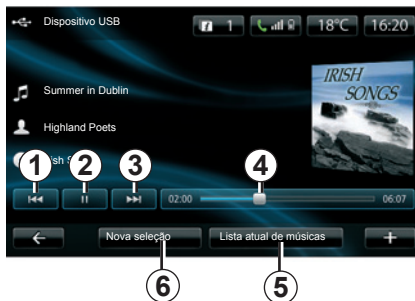 Dispositivo USB
1
18°C
16:20
IRISH
SONGS
Summer in Dublin
Highland Poets
1
2
3
4
02:00
06:07
Nova seleção
Lista atual de músicas
+
6
5